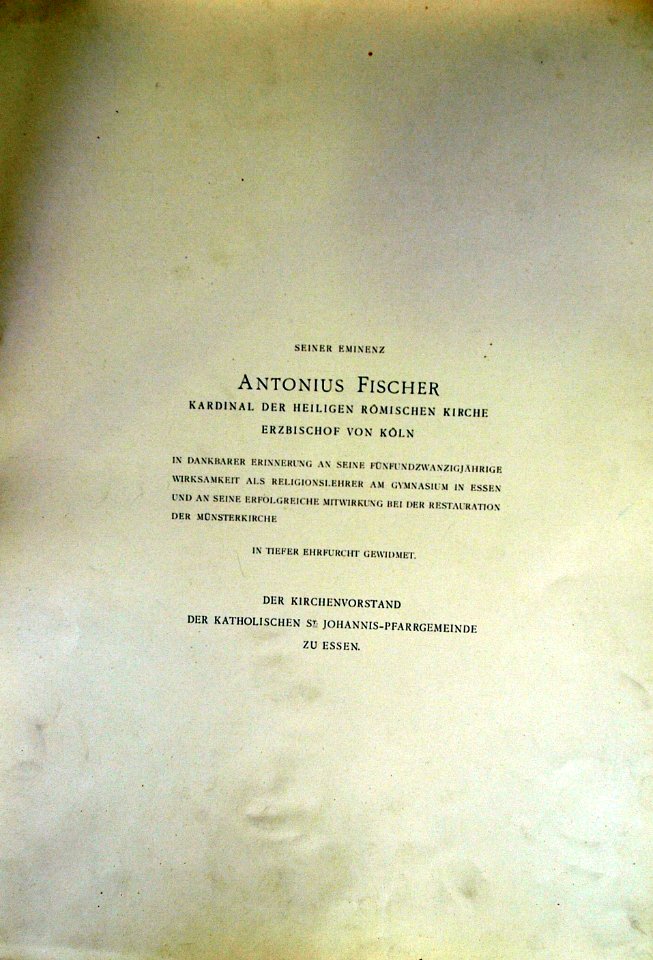 SEINER EMINENZ
ANTONIUS FISCHER
KARDINAL DER HEILIGEN RÖMISCHEN KIRCHE
ERZBISCHOF VON KÖLN
IN DANKBARER ERINNERUNG AN SEINE FÜNFUNDZWANZIGJÄHRIGE
WIRKSAMKEIT ALS RELIGIONSLEHRER AM GYMNASIUM IN ESSEN
UND AN SEINE ERFOLGREICHE MITWIRKUNG BEI DER RESTAURATION
DER MÜNSTERKIRCHE
IN TIEFER EHRFURCHT GEWIDMET.
DER KIRCHENVORSTAND
DER KATHOLISCHEN ST. JOHANNIS-PFARRGEMEINDE
ZU ESSEN.